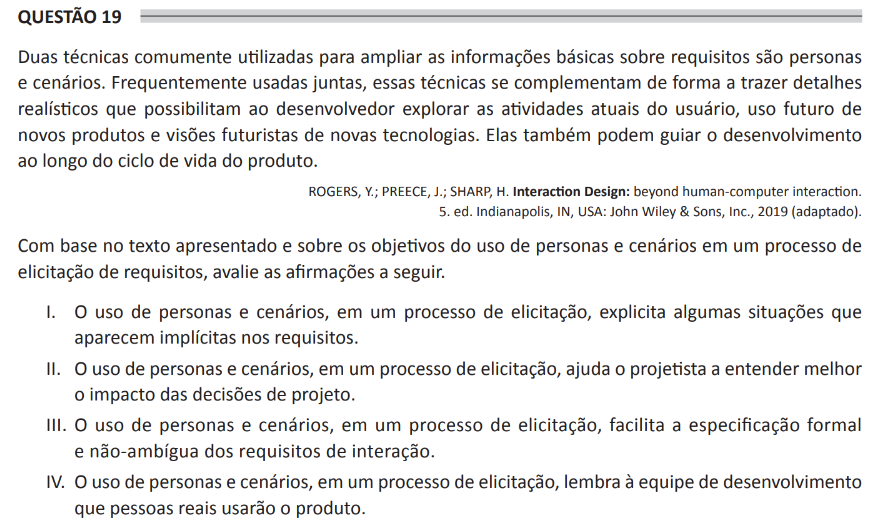 QUESTÃO 19
Duas técnicas comumente utilizadas para ampliar as informações básicas sobre requisitos são personas
e cenários. Frequentemente usadas juntas, essas técnicas se complementam de forma a trazer detalhes
realísticos que possibilitam ao desenvolvedor explorar as atividades atuais do usuário, uso futuro de
novos produtos e visões futuristas de novas tecnologias. Elas também podem guiar o desenvolvimento
ao longo do ciclo de vida do produto.
ROGERS, Y.; PREECE, J.; SHARP, H. Interaction Design: beyond human-computer interaction.
5. ed. Indianapolis, IN, USA: John Wiley & Sons, Inc., 2019 (adaptado).
Com base no texto apresentado e sobre os objetivos do uso de personas e cenários em um processo de
elicitação de requisitos, avalie as afirmações a seguir.
I. O uso de personas e cenários, em um processo de elicitação, explicita algumas situações que
aparecem implícitas nos requisitos.
II. O uso de personas e cenários, em um processo de elicitação, ajuda o projetista a entender melhor
o impacto das decisões de projeto.
III. O uso de personas e cenários, em um processo de elicitação, facilita a especificação formal
e não-ambígua dos requisitos de interação.
IV. O uso de personas e cenários, em um processo de elicitação, lembra à equipe de desenvolvimento
que pessoas reais usarão o produto.